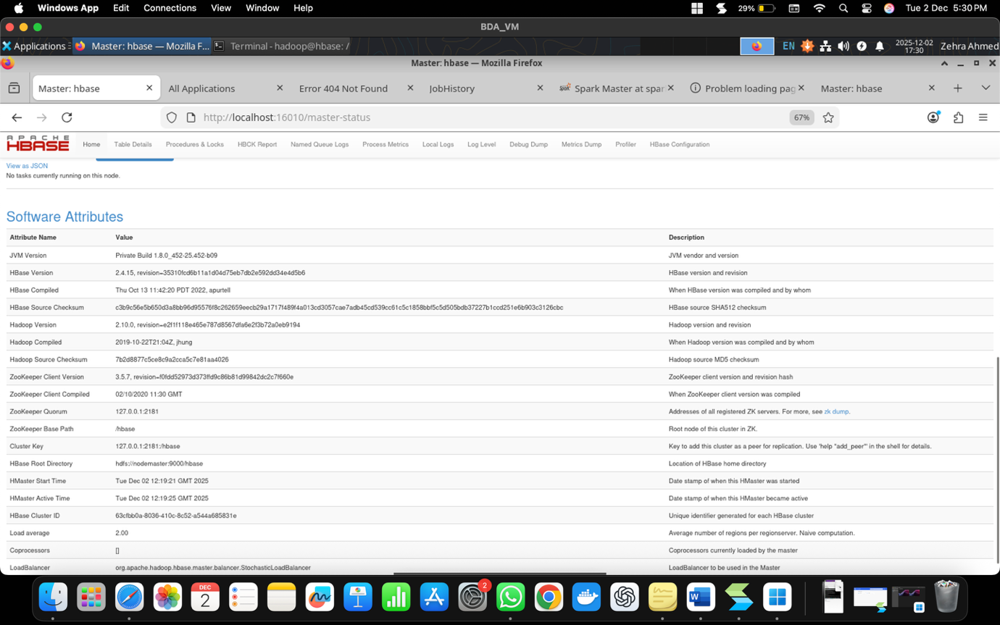 Windows App Edit Connections View Window Help 29% Tue 2 Dec 5:30 PM
BDA_VM
Applications Master: hbase — Mozilla F... Terminal - hadoop@hbase: / EN 2025-12-02 17:30 Zehra Ahmed
Master: hbase — Mozilla Firefox
Master: hbase All Applications Error 404 Not Found JobHistory Spark Master at spar Problem loading pag Master: hbase
http://localhost:16010/master-status 67%
APACHE HBASE Home Table Details Procedures & Locks HBCK Report Named Queue Logs Process Metrics Local Logs Log Level Debug Dump Metrics Dump Profiler HBase Configuration
View as JSON
No tasks currently running on this node.
Software Attributes
Attribute Name Value Description
JVM Version Private Build 1.8.0_452-25.452-b09 JVM vendor and version
HBase Version 2.4.15, revision=35310fcd6b11a1d04d75eb7db2e592dd34e4d5b6 HBase version and revision
HBase Compiled Thu Oct 13 11:42:20 PDT 2022, apurtell When HBase version was compiled and by whom
HBase Source Checksum c3b9c56e5b650d3a8bb96d95576f8c262659eecb29a1717f489f4a013cd3057cae7adb45cd539cc61c5c1858bbf5c5d505bdb37227b1ccd251e6b903c3126cbc HBase source SHA512 checksum
Hadoop Version 2.10.0, revision=e2f1f118e465e787d8567dfa6e2f3b72a0eb9194 Hadoop version and revision
Hadoop Compiled 2019-10-22T21:04Z, jhung When Hadoop version was compiled and by whom
Hadoop Source Checksum 7b2d8877c5ce8c9a2cca5c7e81aa4026 Hadoop source MD5 checksum
ZooKeeper Client Version 3.5.7, revision=f0fdd52973d373ffd9c86b81d99842dc2c7f660e ZooKeeper client version and revision hash
ZooKeeper Client Compiled 02/10/2020 11:30 GMT When ZooKeeper client version was compiled
ZooKeeper Quorum 127.0.0.1:2181 Addresses of all registered ZK servers. For more, see zk dump.
ZooKeeper Base Path /hbase Root node of this cluster in ZK.
Cluster Key 127.0.0.1:2181:/hbase Key to add this cluster as a peer for replication. Use 'help "add_peer"' in the shell for details.
HBase Root Directory hdfs://nodemaster:9000/hbase Location of HBase home directory
HMaster Start Time Tue Dec 02 12:19:21 GMT 2025 Date stamp of when this HMaster was started
HMaster Active Time Tue Dec 02 12:19:25 GMT 2025 Date stamp of when this HMaster became active
HBase Cluster ID 63cfbb0a-8036-410c-8c52-a544a685831e Unique identifier generated for each HBase cluster
Load average 2.00 Average number of regions per regionserver. Naive computation.
Coprocessors [] Coprocessors currently loaded by the master
LoadBalancer org.apache.hadoop.hbase.master.balancer.StochasticLoadBalancer LoadBalancer to be used in the Master
DEC
2
2